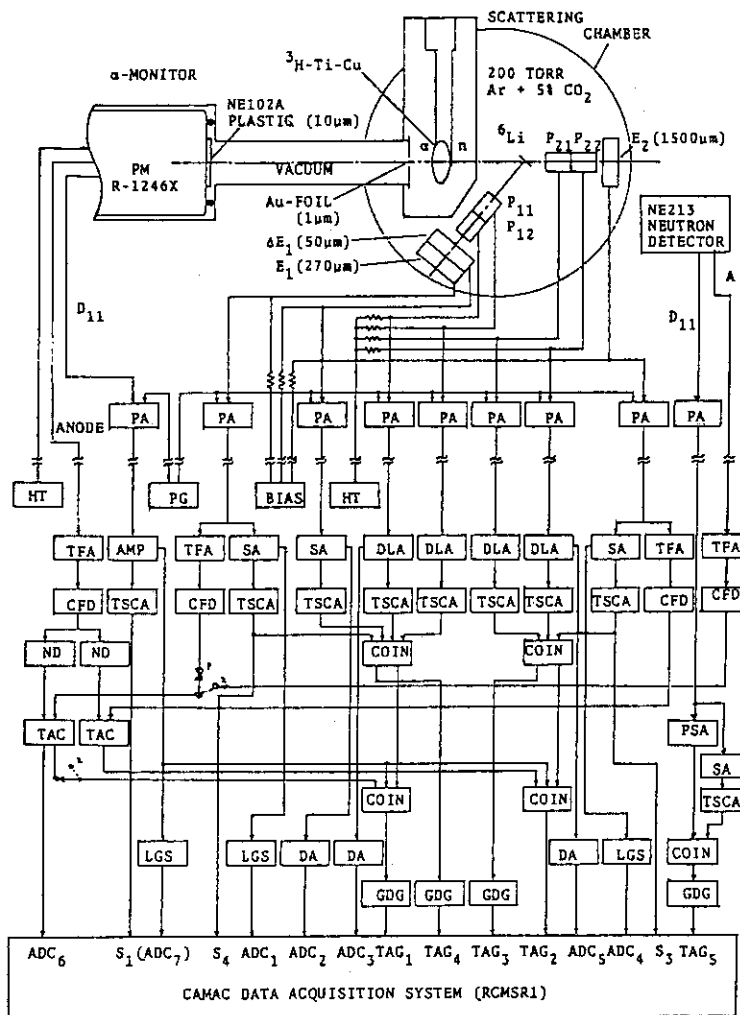 SCATTERING
CHAMBER
α-MONITOR
³H-Ti-Cu
200 TORR
Ar + 5% CO₂
NE102A
PLASTIC (10μm)
⁶Li P₂₁ P₂₂ E₂ (1500μm)
α n
PM
R-1246X
VACUUM
Au-FOIL
(1μm)
P₁₁
P₁₂
ΔE₁ (50μm)
E₁ (270μm)
NE213
NEUTRON
DETECTOR
A
D₁₁ D₁₁
PA PA PA PA PA PA PA PA PA
ANODE
HT PG BIAS HT
TFA AMP TFA SA SA DLA DLA DLA DLA SA TFA TFA
CFD TSCA CFD TSCA TSCA TSCA TSCA TSCA TSCA TSCA CFD CFD
ND ND COIN COIN
TAC TAC PSA
SA
TSCA
COIN COIN
LGS LGS DA DA DA LGS COIN
GDG GDG GDG GDG
ADC₆ S₁(ADC₇) S₄ ADC₁ ADC₂ ADC₃ TAG₁ TAG₄ TAG₃ TAG₂ ADC₅ ADC₄ S₃ TAG₅
CAMAC DATA ACQUISITION SYSTEM (RCMSR1)